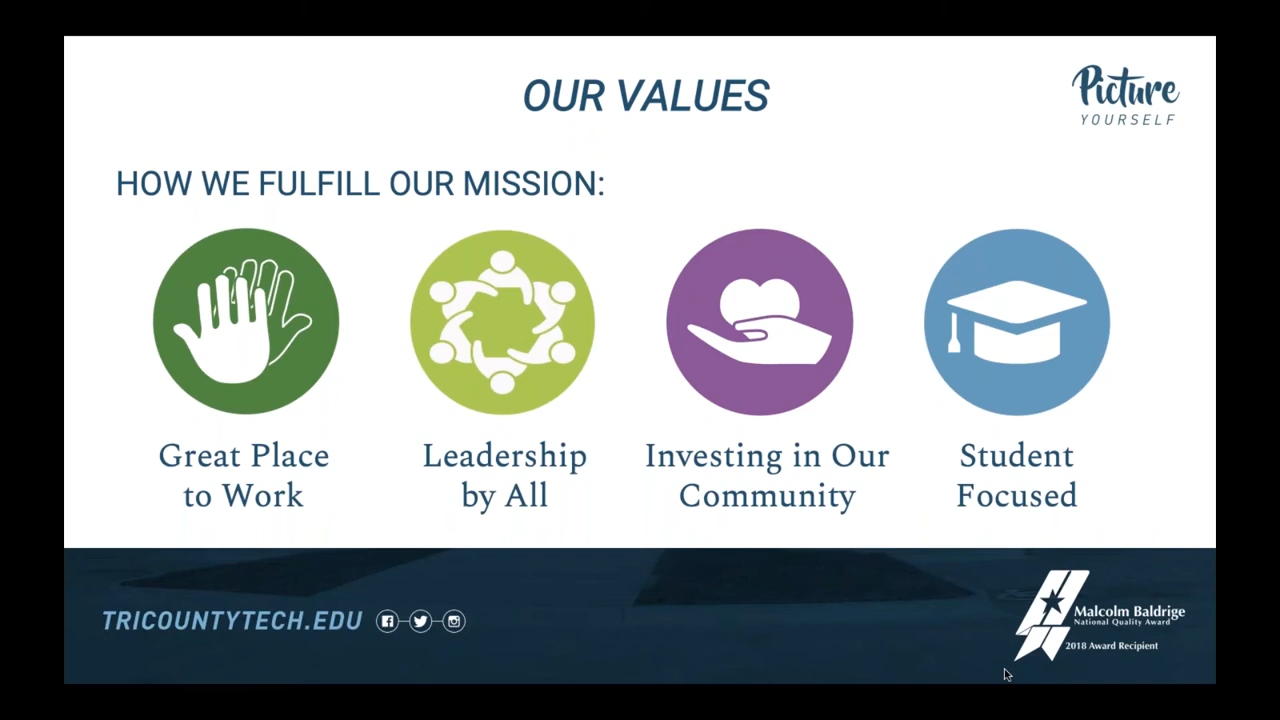 OUR VALUES
Picture
YOURSELF
HOW WE FULFILL OUR MISSION:
Great Place
to Work
Leadership
by All
Investing in Our
Community
Student
Focused
TRICOUNTYTECH.EDU
Malcolm Baldrige
National Quality Award
2018 Award Recipient